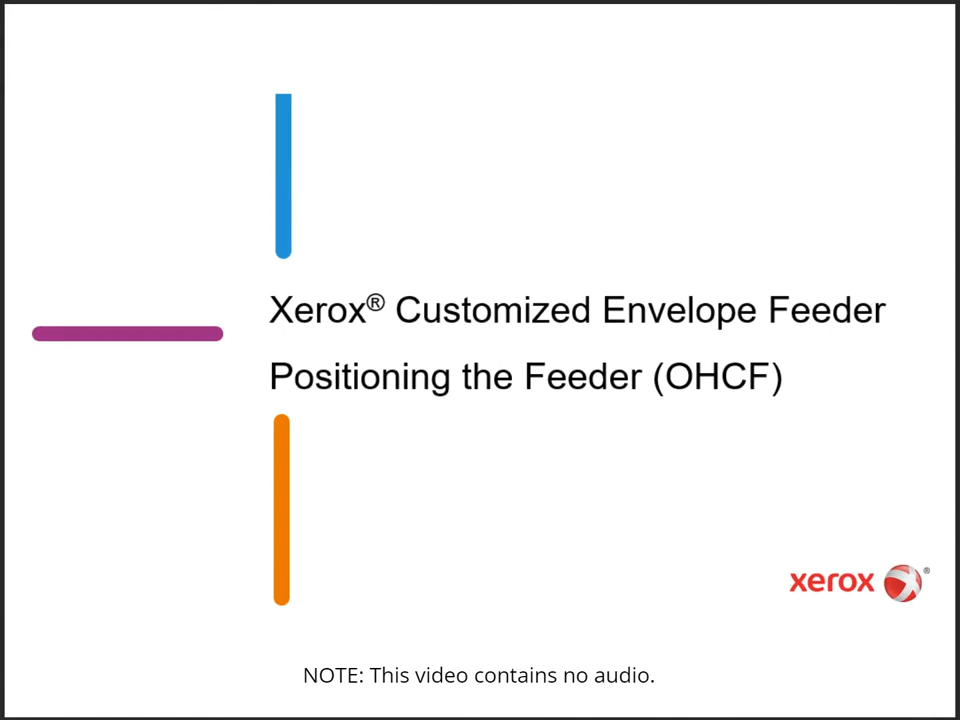 Xerox® Customized Envelope Feeder
Positioning the Feeder (OHCF)
xerox ®
NOTE: This video contains no audio.